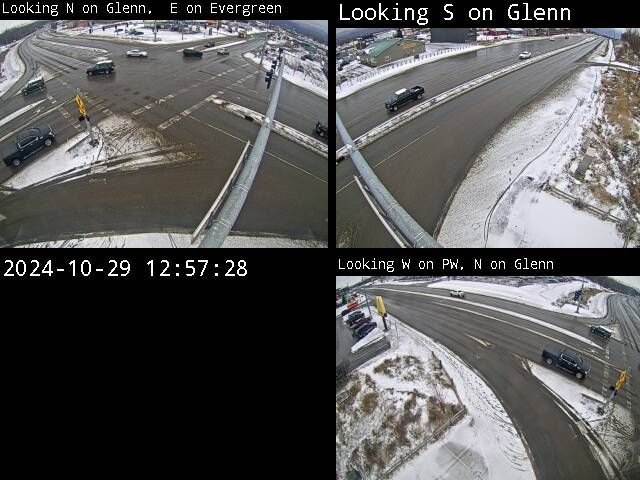 Looking N on Glenn,  E on Evergreen
Looking S on Glenn
2024-10-29 12:57:28
Looking W on PW, N on Glenn